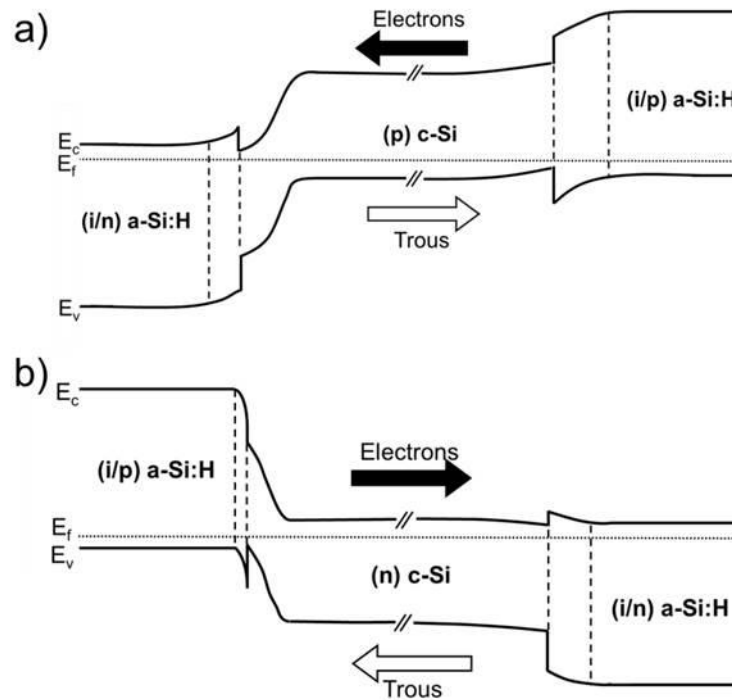 a)
Electrons
(i/p) a-Si:H
(p) c-Si
Ec
Ef
(i/n) a-Si:H
Trous
Ev
b)
Ec
Electrons
(i/p) a-Si:H
Ef
Ev
(n) c-Si
(i/n) a-Si:H
Trous